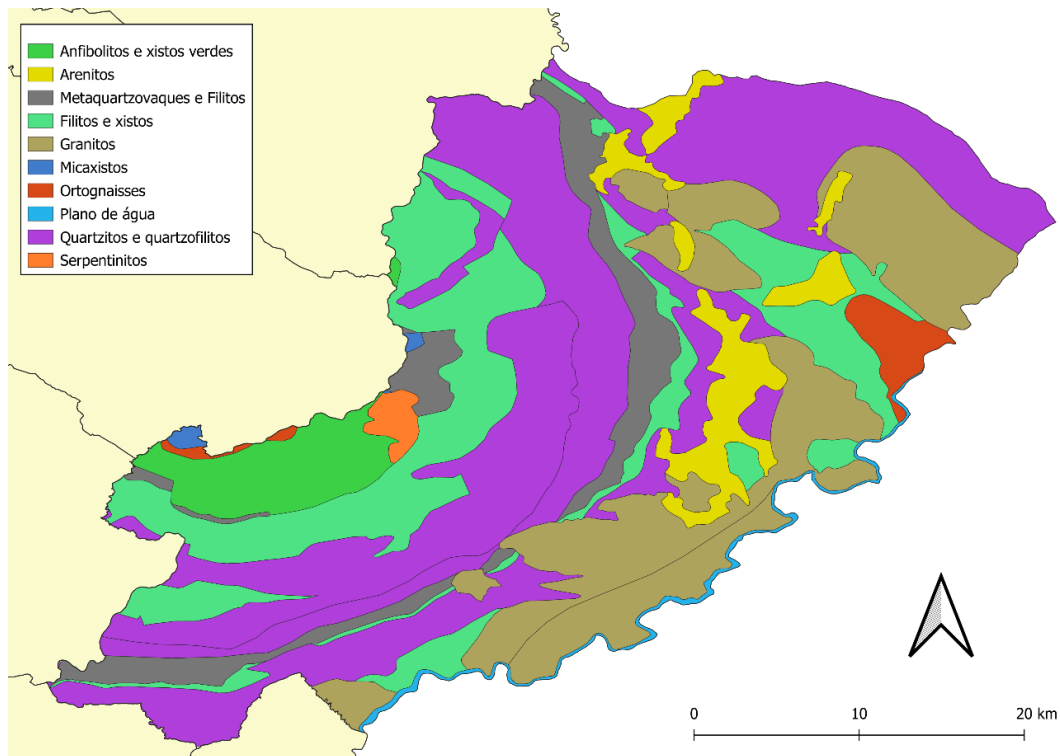 Anfibolitos e xistos verdes
Arenitos
Metaquartzovaques e Filitos
Filitos e xistos
Granitos
Micaxistos
Ortognaisses
Plano de água
Quartzitos e quartzofilitos
Serpentinitos
0 10 20 km